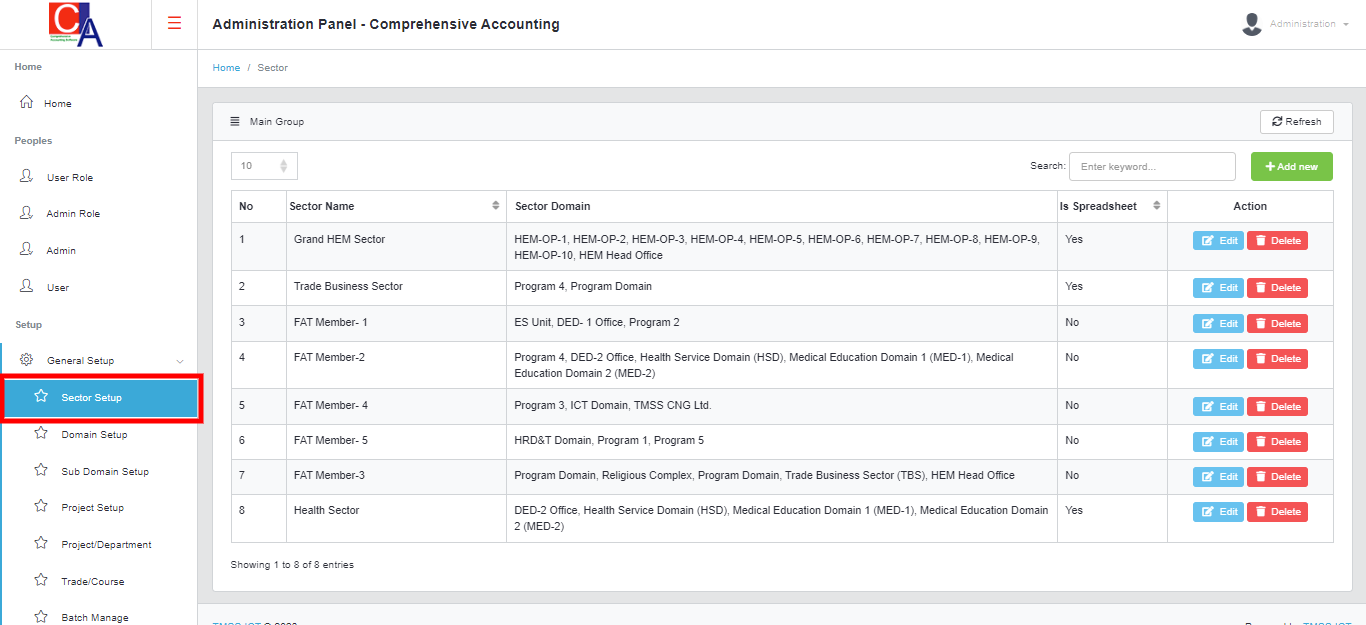 CA
Administration Panel - Comprehensive Accounting
Administration
Home
Home
Peoples
User Role
Admin Role
Admin
User
Setup
General Setup
Sector Setup
Domain Setup
Sub Domain Setup
Project Setup
Project/Department
Trade/Course
Batch Manage
Home / Sector
Main Group
Refresh
10
Search: Enter keyword...
Add new
No Sector Name Sector Domain Is Spreadsheet Action
1 Grand HEM Sector HEM-OP-1, HEM-OP-2, HEM-OP-3, HEM-OP-4, HEM-OP-5, HEM-OP-6, HEM-OP-7, HEM-OP-8, HEM-OP-9, Yes Edit Delete
HEM-OP-10, HEM Head Office
2 Trade Business Sector Program 4, Program Domain Yes Edit Delete
3 FAT Member- 1 ES Unit, DED- 1 Office, Program 2 No Edit Delete
4 FAT Member-2 Program 4, DED-2 Office, Health Service Domain (HSD), Medical Education Domain 1 (MED-1), Medical No Edit Delete
Education Domain 2 (MED-2)
5 FAT Member- 4 Program 3, ICT Domain, TMSS CNG Ltd. No Edit Delete
6 FAT Member- 5 HRD&T Domain, Program 1, Program 5 No Edit Delete
7 FAT Member-3 Program Domain, Religious Complex, Program Domain, Trade Business Sector (TBS), HEM Head Office No Edit Delete
8 Health Sector DED-2 Office, Health Service Domain (HSD), Medical Education Domain 1 (MED-1), Medical Education Domain Yes Edit Delete
2 (MED-2)
Showing 1 to 8 of 8 entries